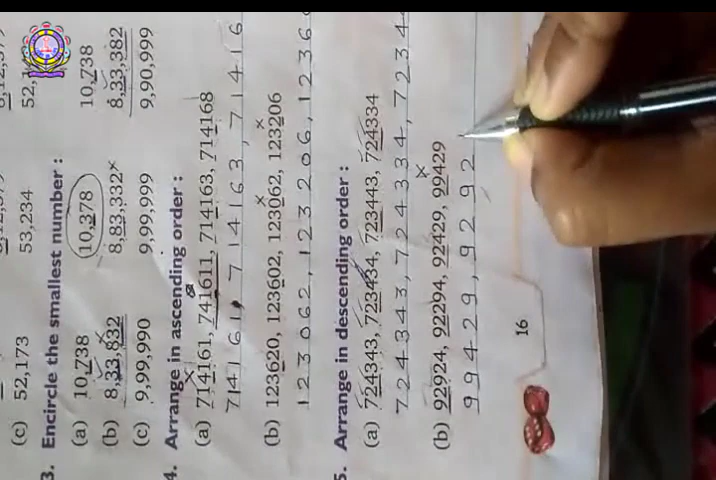 (c) 52,173 53,234 52,1
3. Encircle the smallest number :
(a) 10,738 10,378 10,738
(b) 8,33,832 8,83,332 8,33,382
(c) 9,99,990 9,99,999 9,90,999
4. Arrange in ascending order :
(a) 714161, 741611, 714163, 714168
714161, 714163, 71416
(b) 123620, 123602, 123062, 123206
123062, 123206, 1236
5. Arrange in descending order :
(a) 724343, 723434, 723443, 724334
724343, 724334, 7234
(b) 92924, 92294, 92429, 99429
99429, 9292
16